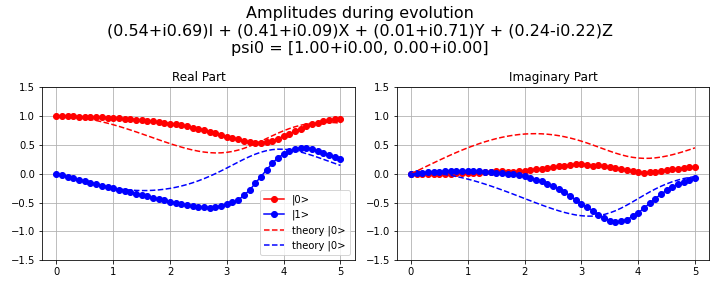 Amplitudes during evolution
(0.54+i0.69)I + (0.41+i0.09)X + (0.01+i0.71)Y + (0.24-i0.22)Z
psi0 = [1.00+i0.00, 0.00+i0.00]
Real Part
1.5
1.0
0.5
0.0
−0.5
−1.0
−1.5
0 1 2 3 4 5
|0>
|1>
theory |0>
theory |0>
Imaginary Part
1.5
1.0
0.5
0.0
−0.5
−1.0
−1.5
0 1 2 3 4 5